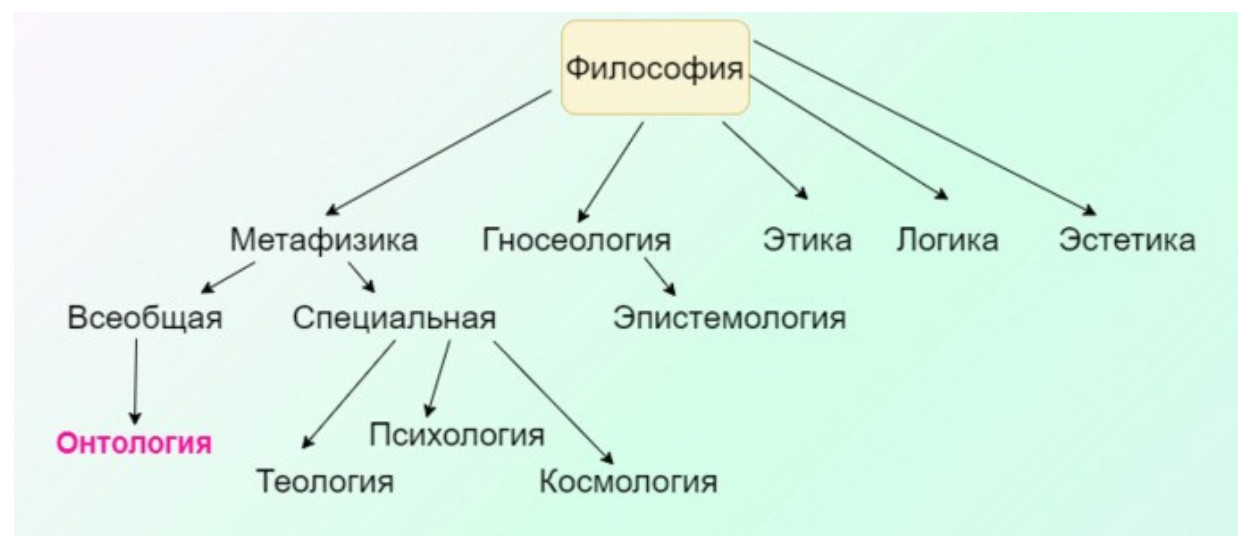 Философия
Метафизика
Гносеология
Этика
Логика
Эстетика
Всеобщая
Специальная
Эпистемология
Онтология
Психология
Теология
Космология